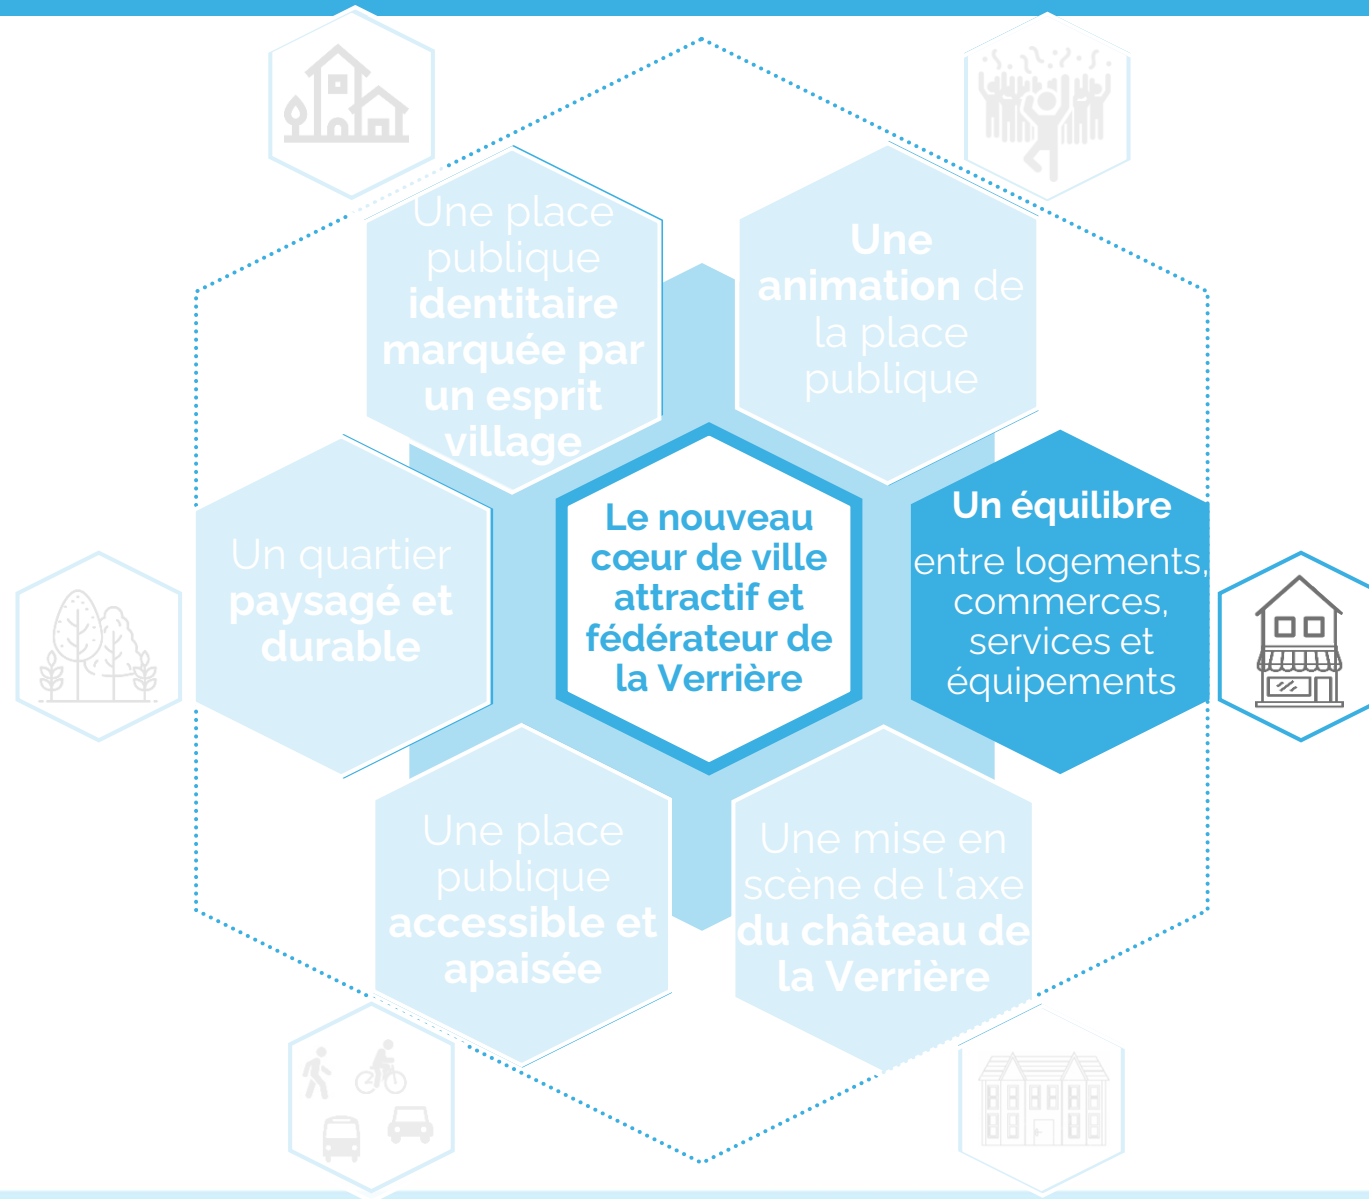 Une place
publique
identitaire
marquée par
un esprit
village
Une
animation de
la place
publique
Un quartier
paysagé et
durable
Le nouveau
cœur de ville
attractif et
fédérateur de
la Verrière
Un équilibre
entre logements,
commerces,
services et
équipements
Une place
publique
accessible et
apaisée
Une mise en
scène de l'axe
du château de
la Verrière